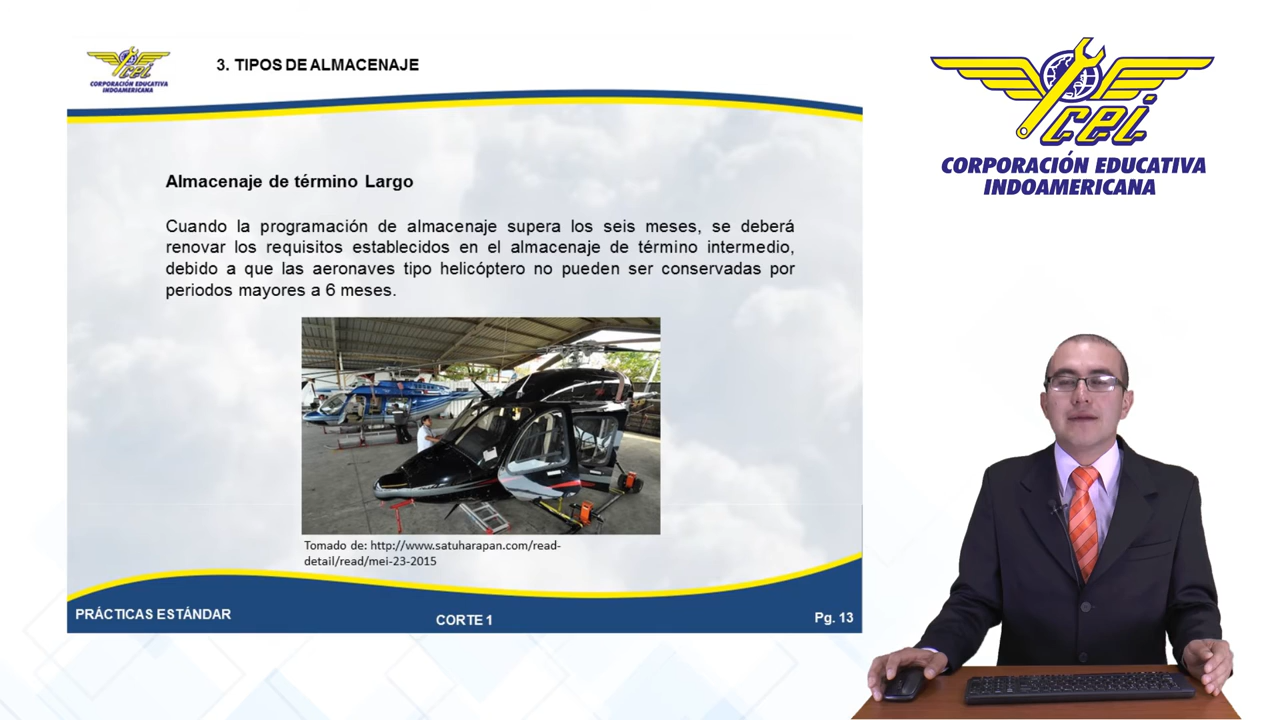 cei
CORPORACIÓN EDUCATIVA
INDOAMERICANA
3. TIPOS DE ALMACENAJE
Almacenaje de término Largo
Cuando la programación de almacenaje supera los seis meses, se deberá
renovar los requisitos establecidos en el almacenaje de término intermedio,
debido a que las aeronaves tipo helicóptero no pueden ser conservadas por
periodos mayores a 6 meses.
Tomado de: http://www.satuharapan.com/read-
detail/read/mei-23-2015
PRÁCTICAS ESTÁNDAR
CORTE 1
Pg. 13
cei
CORPORACIÓN EDUCATIVA
INDOAMERICANA